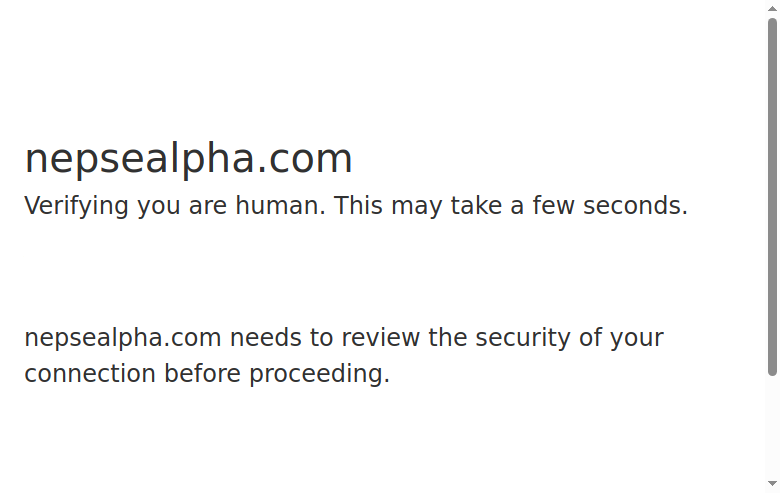 nepsealpha.com
Verifying you are human. This may take a few seconds.
nepsealpha.com needs to review the security of your
connection before proceeding.